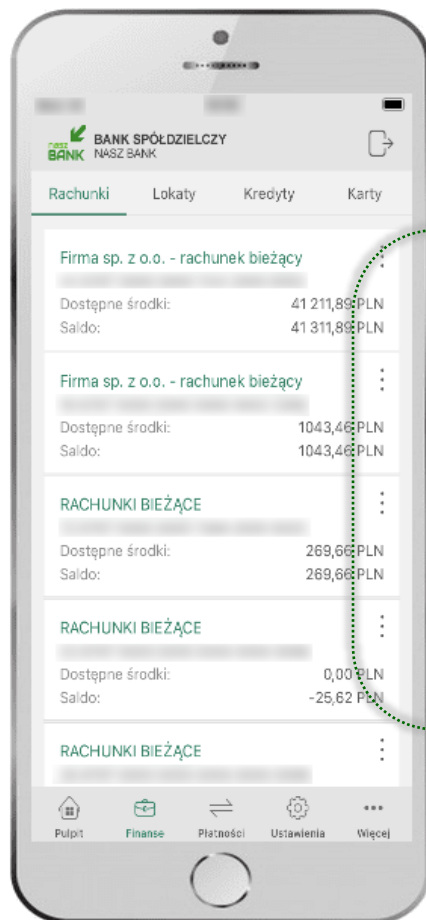 nasz
BANK
BANK SPÓŁDZIELCZY
NASZ BANK
Rachunki Lokaty Kredyty Karty
Firma sp. z o.o. - rachunek bieżący
Dostępne środki: 41 211,89 PLN
Saldo: 41 311,89 PLN
Firma sp. z o.o. - rachunek bieżący
Dostępne środki: 1043,46 PLN
Saldo: 1043,46 PLN
RACHUNKI BIEŻĄCE
Dostępne środki: 269,66 PLN
Saldo: 269,66 PLN
RACHUNKI BIEŻĄCE
Dostępne środki: 0,00 PLN
Saldo: -25,62 PLN
RACHUNKI BIEŻĄCE
Pulpit Finanse Płatności Ustawienia Więcej